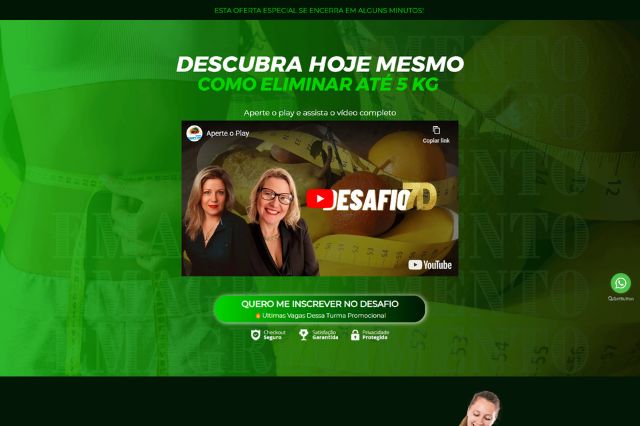 ESTA OFERTA ESPECIAL SE ENCERRA EM ALGUNS MINUTOS!
DESCUBRA HOJE MESMO
COMO ELIMINAR ATÉ 5 KG
Aperte o play e assista o vídeo completo
Aperte o Play
Copiar link
DESAFIO 7D
YouTube
QUERO ME INSCREVER NO DESAFIO
Ultimas Vagas Dessa Turma Promocional
Checkout Seguro
Satisfação Garantida
Privacidade Protegida
GetButton